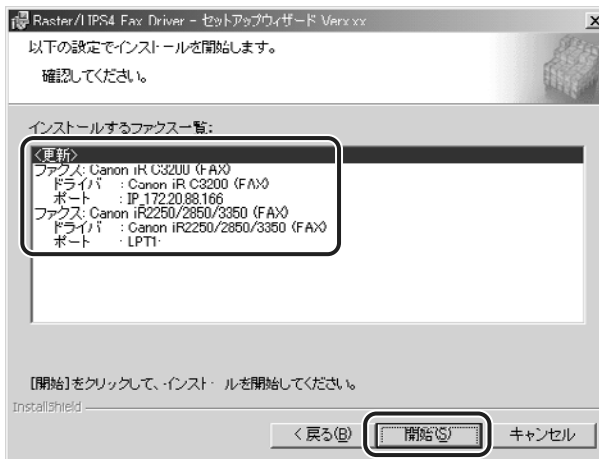 Raster/LIPS4 Fax Driver - セットアップウィザード Verx.xx
以下の設定でインストールを開始します。
確認してください。
インストールするファクス一覧:
<更新>
ファクス: Canon iR C3200 (FAX)
ドライバ : Canon iR C3200 (FAX)
ポート : IP_172.20.88.166
ファクス: Canon iR2250/2850/3350 (FAX)
ドライバ : Canon iR2250/2850/3350 (FAX)
ポート : LPT1:
[開始]をクリックして、インストールを開始してください。
InstallShield
< 戻る(B)
開始(S)
キャンセル